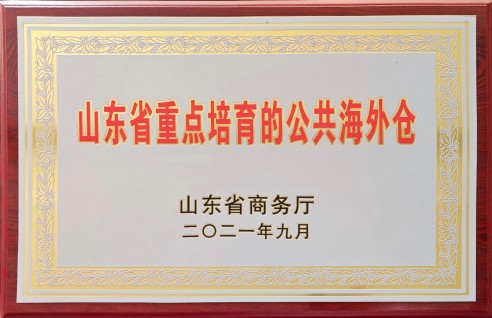 山东省重点培育的公共海外仓
山东省商务厅
二〇二一年九月